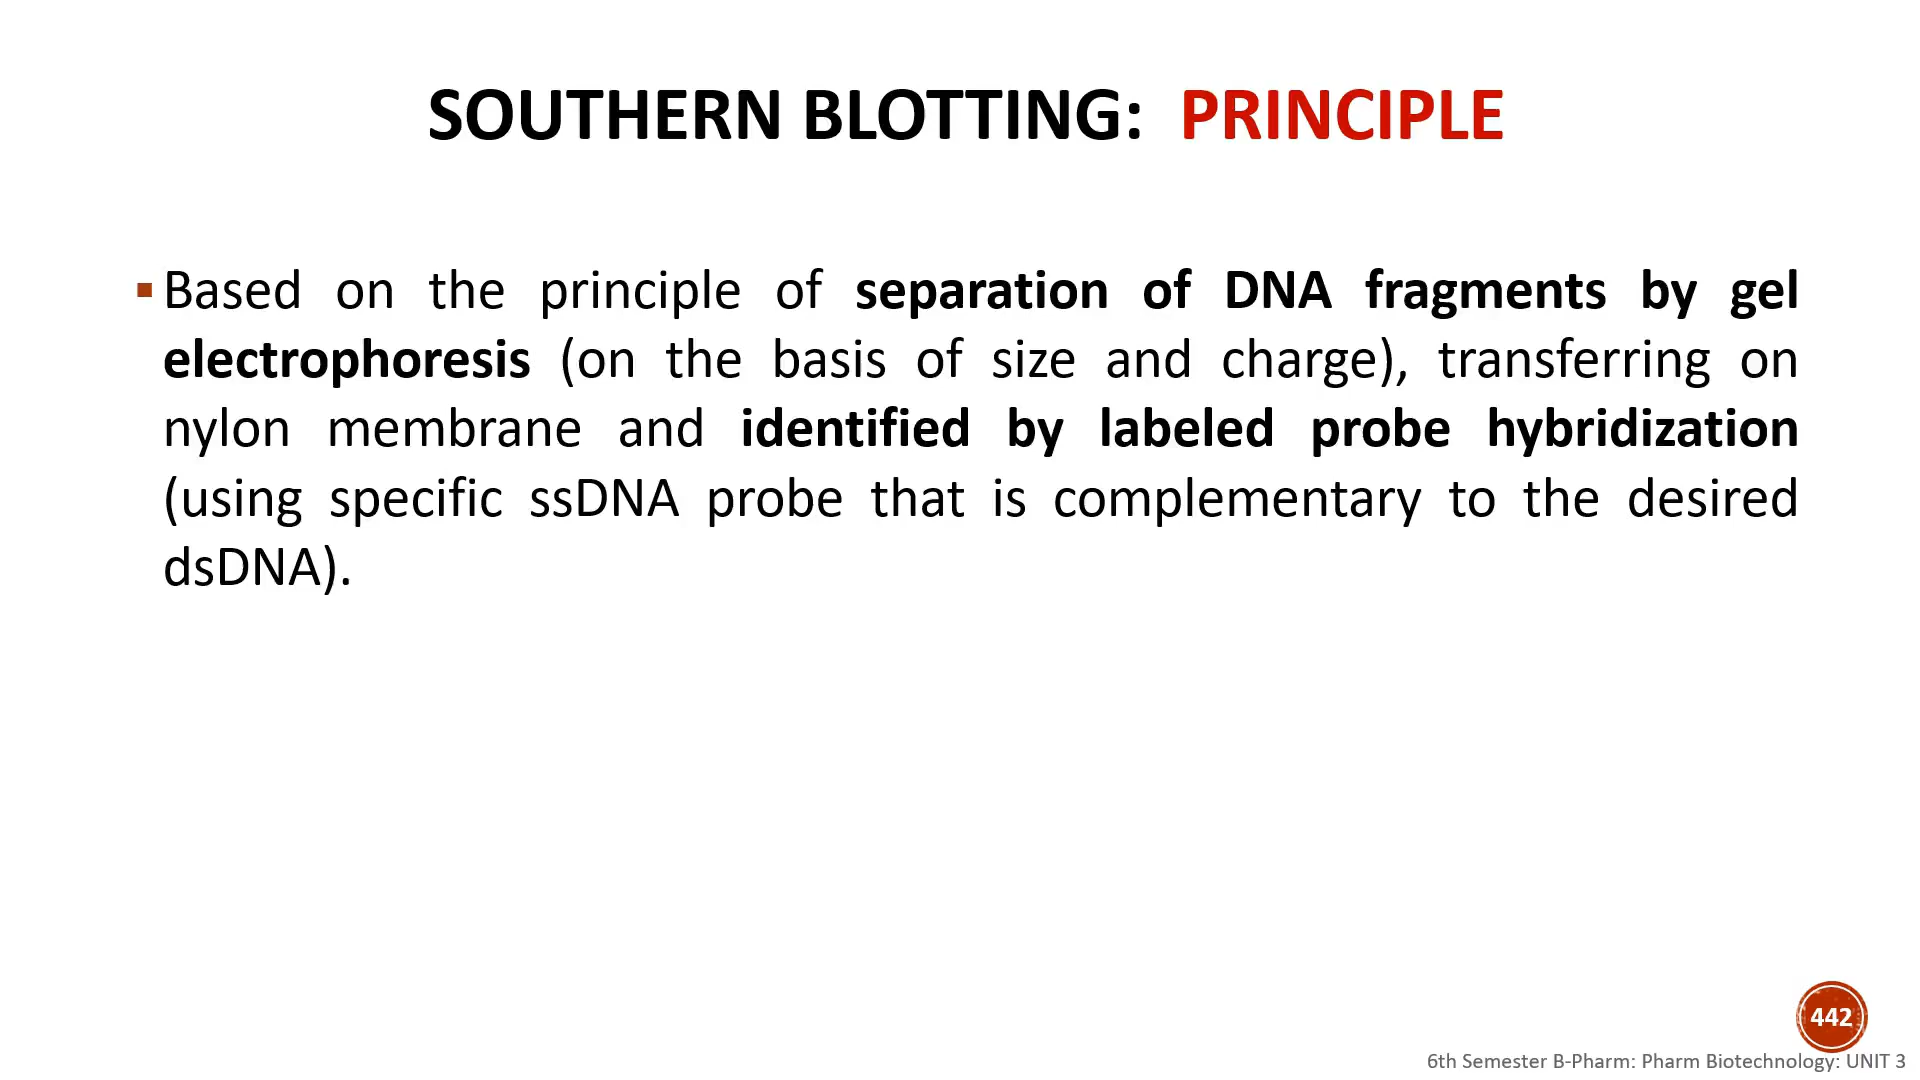 SOUTHERN BLOTTING: PRINCIPLE
▪Based on the principle of separation of DNA fragments by gel
electrophoresis (on the basis of size and charge), transferring on
nylon membrane and identified by labeled probe hybridization
(using specific ssDNA probe that is complementary to the desired
dsDNA).
442
6th Semester B-Pharm: Pharm Biotechnology: UNIT 3